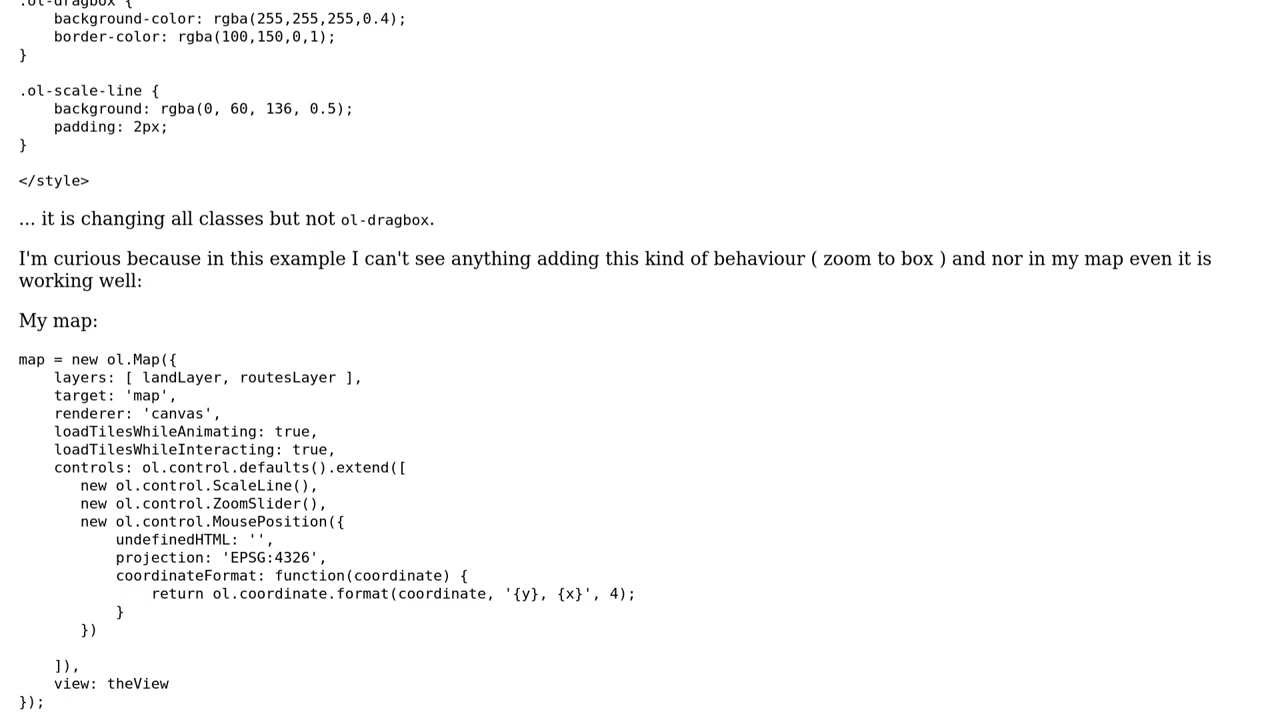 .ol-dragbox {
    background-color: rgba(255,255,255,0.4);
    border-color: rgba(100,150,0,1);
}
.ol-scale-line {
    background: rgba(0, 60, 136, 0.5);
    padding: 2px;
}
</style>
... it is changing all classes but not ol-dragbox.
I'm curious because in this example I can't see anything adding this kind of behaviour ( zoom to box ) and nor in my map even it is
working well:
My map:
map = new ol.Map({
    layers: [ landLayer, routesLayer ],
    target: 'map',
    renderer: 'canvas',
    loadTilesWhileAnimating: true,
    loadTilesWhileInteracting: true,
    controls: ol.control.defaults().extend([
       new ol.control.ScaleLine(),
       new ol.control.ZoomSlider(),
       new ol.control.MousePosition({
           undefinedHTML: '',
           projection: 'EPSG:4326',
           coordinateFormat: function(coordinate) {
               return ol.coordinate.format(coordinate, '{y}, {x}', 4);
           }
       })
    ]),
    view: theView
});